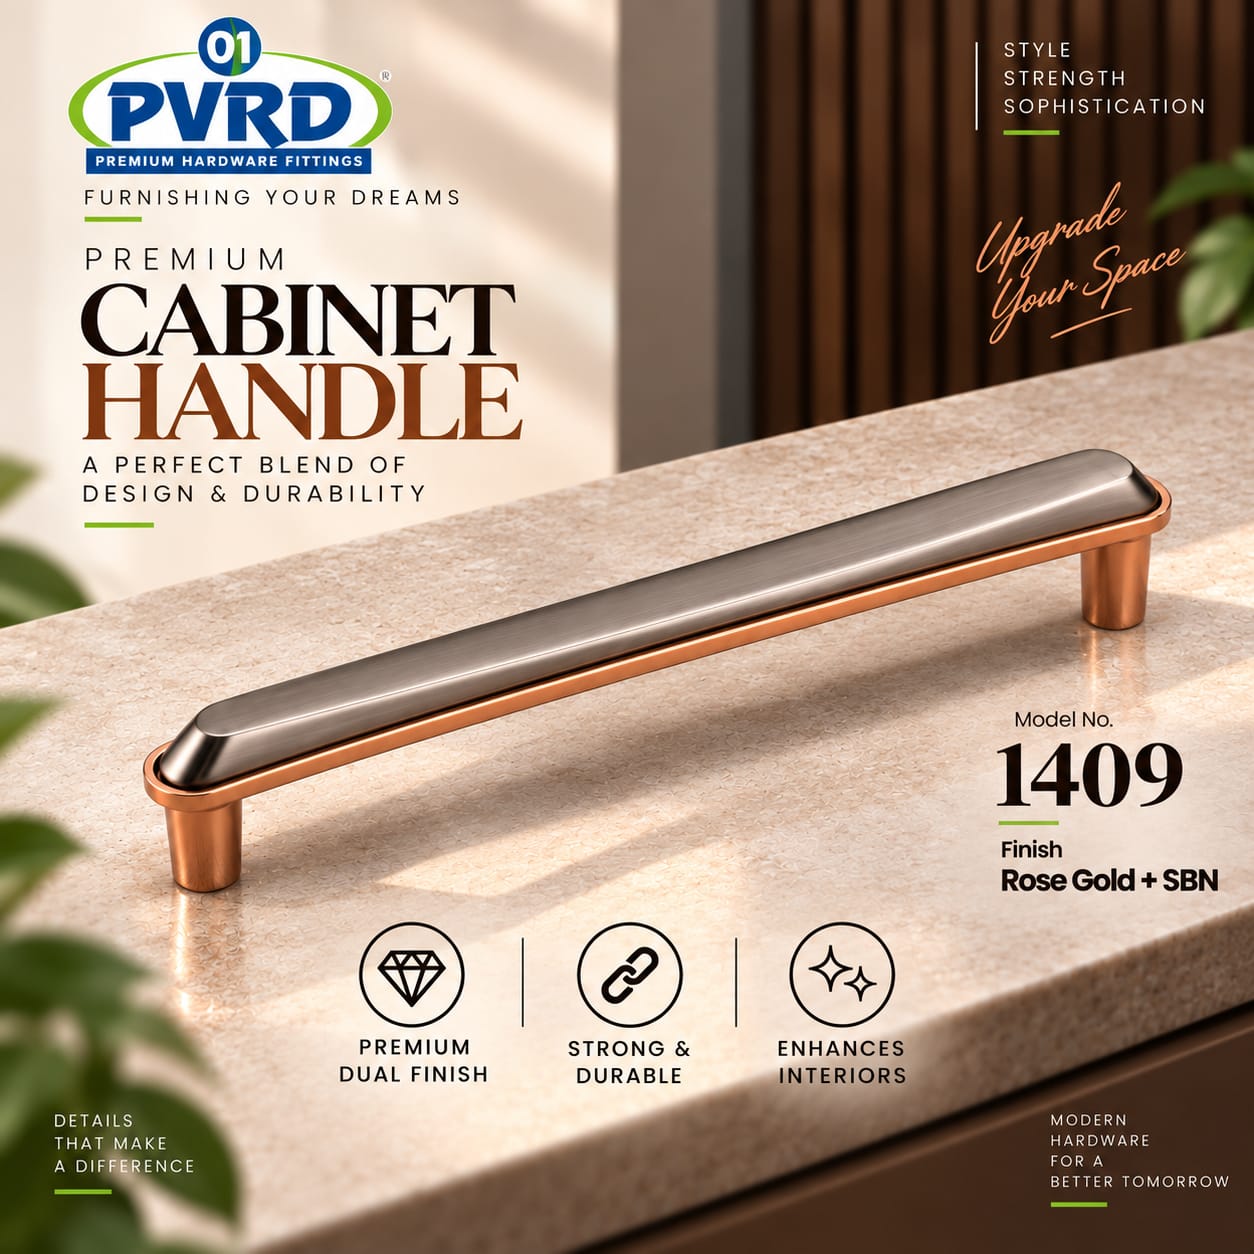 01
PVRD
®
PREMIUM HARDWARE FITTINGS
FURNISHING YOUR DREAMS
PREMIUM
CABINET
HANDLE
A PERFECT BLEND OF
DESIGN & DURABILITY
STYLE
STRENGTH
SOPHISTICATION
Upgrade
Your Space
Model No.
1409
Finish
Rose Gold + SBN
PREMIUM
DUAL FINISH
STRONG &
DURABLE
ENHANCES
INTERIORS
DETAILS
THAT MAKE
A DIFFERENCE
MODERN
HARDWARE
FOR A
BETTER TOMORROW